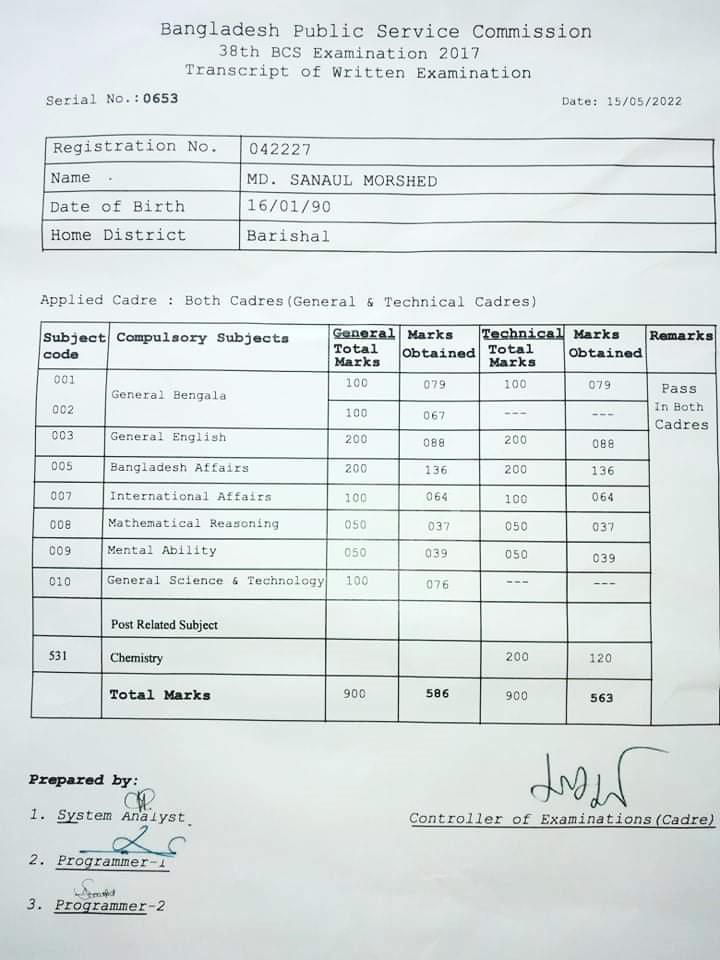 Bangladesh Public Service Commission
38th BCS Examination 2017
Transcript of Written Examination
Serial No.: 0653 Date: 15/05/2022
Registration No. 042227
Name MD. SANAUL MORSHED
Date of Birth 16/01/90
Home District Barishal
Applied Cadre : Both Cadres(General & Technical Cadres)
Subject code Compulsory Subjects General Total Marks Marks Obtained Technical Total Marks Marks Obtained Remarks
001 General Bengala 100 079 100 079 Pass In Both Cadres
002 100 067 --- ---
003 General English 200 088 200 088
005 Bangladesh Affairs 200 136 200 136
007 International Affairs 100 064 100 064
008 Mathematical Reasoning 050 037 050 037
009 Mental Ability 050 039 050 039
010 General Science & Technology 100 076 --- ---
Post Related Subject
531 Chemistry 200 120
Total Marks 900 586 900 563
Prepared by:
1. System Analyst
Controller of Examinations(Cadre)
2. Programmer-1
3. Programmer-2